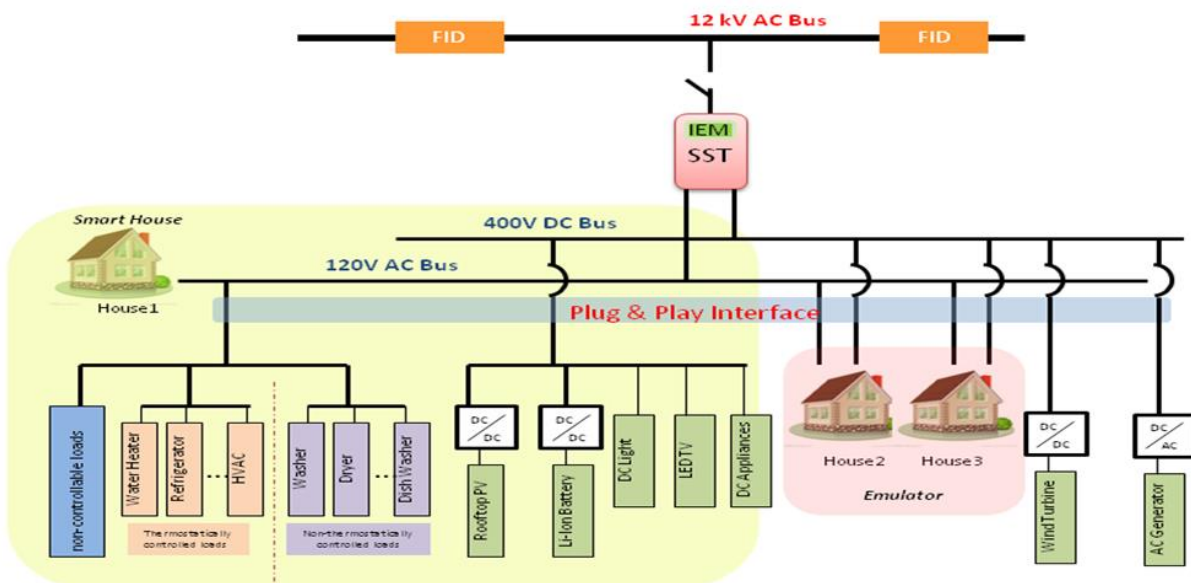 12 kV AC Bus
FID
FID
IEM
SST
Smart House
400V DC Bus
120V AC Bus
House1
Plug & Play Interface
non-controllable loads
Water Heater
Refrigerator
HVAC
Washer
Dryer
Dish Washer
DC
DC
DC
DC
Rooftop PV
Li-Ion Battery
DC Light
LED TV
DC Appliances
House2
House3
Emulator
DC
DC
DC
AC
Wind Turbine
AC Generator
Thermostatically
controlled loads
Non-thermostatically
controlled loads